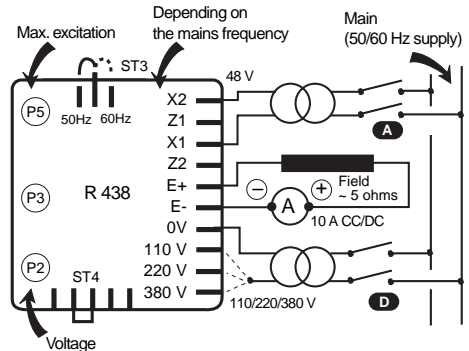 Max. excitation
Depending on
the mains frequency
Main
(50/60 Hz supply)
ST3
48 V
P5
50Hz
60Hz
X2
Z1
X1
Z2
E+
E-
0V
110 V
220 V
380 V
A
P3
R 438
−
A
+
Field
~ 5 ohms
10 A CC/DC
P2
ST4
110/220/380 V
D
Voltage